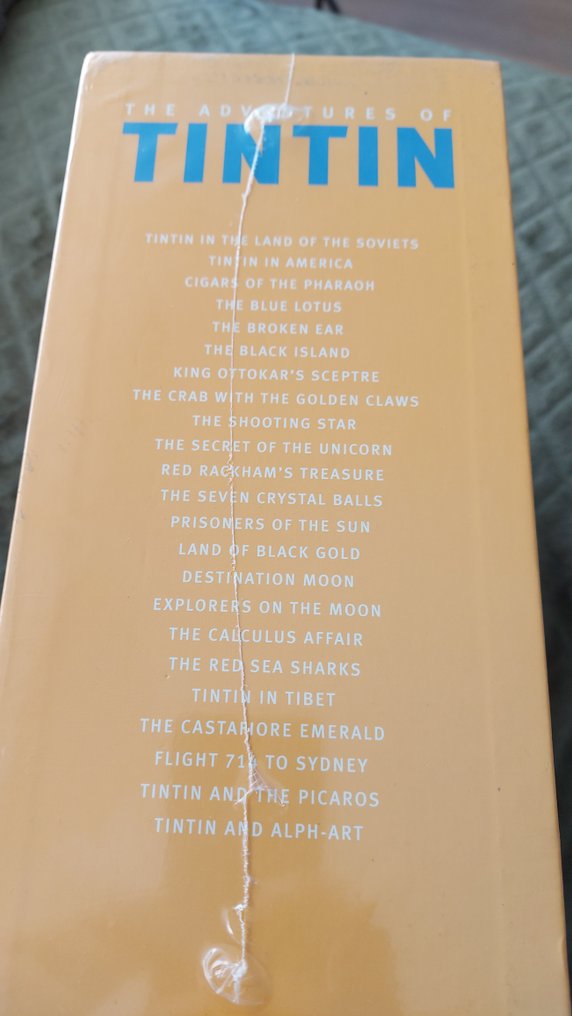 THE ADVENTURES OF
TINTIN
TINTIN IN THE LAND OF THE SOVIETS
TINTIN IN AMERICA
CIGARS OF THE PHARAOH
THE BLUE LOTUS
THE BROKEN EAR
THE BLACK ISLAND
KING OTTOKAR'S SCEPTRE
THE CRAB WITH THE GOLDEN CLAWS
THE SHOOTING STAR
THE SECRET OF THE UNICORN
RED RACKHAM'S TREASURE
THE SEVEN CRYSTAL BALLS
PRISONERS OF THE SUN
LAND OF BLACK GOLD
DESTINATION MOON
EXPLORERS ON THE MOON
THE CALCULUS AFFAIR
THE RED SEA SHARKS
TINTIN IN TIBET
THE CASTAFIORE EMERALD
FLIGHT 714 TO SYDNEY
TINTIN AND THE PICAROS
TINTIN AND ALPH-ART